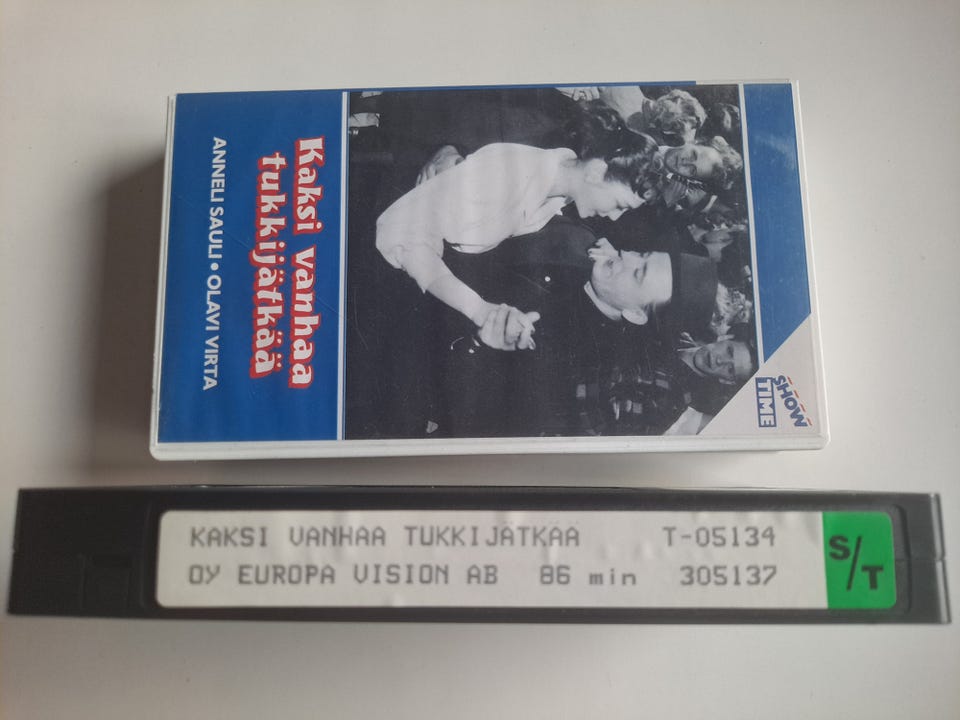 Kaksi vanhaa
tukkijätkää
ANNELI SAULI • OLAVI VIRTA
SHOW
TIME
KAKSI VANHAA TUKKIJÄTKÄÄ T-05134
OY EUROPA VISION AB 86 min 305137
S/T